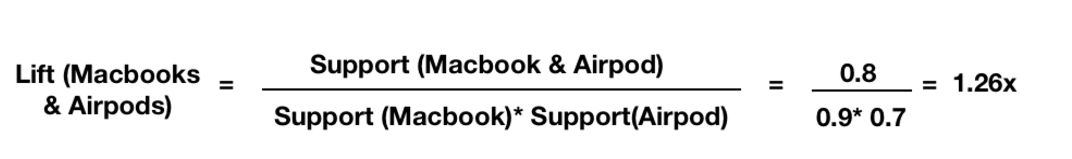 Lift (Macbooks
& Airpods)
=
Support (Macbook & Airpod)
Support (Macbook)* Support(Airpod)
=
0.8
0.9* 0.7
= 1.26x